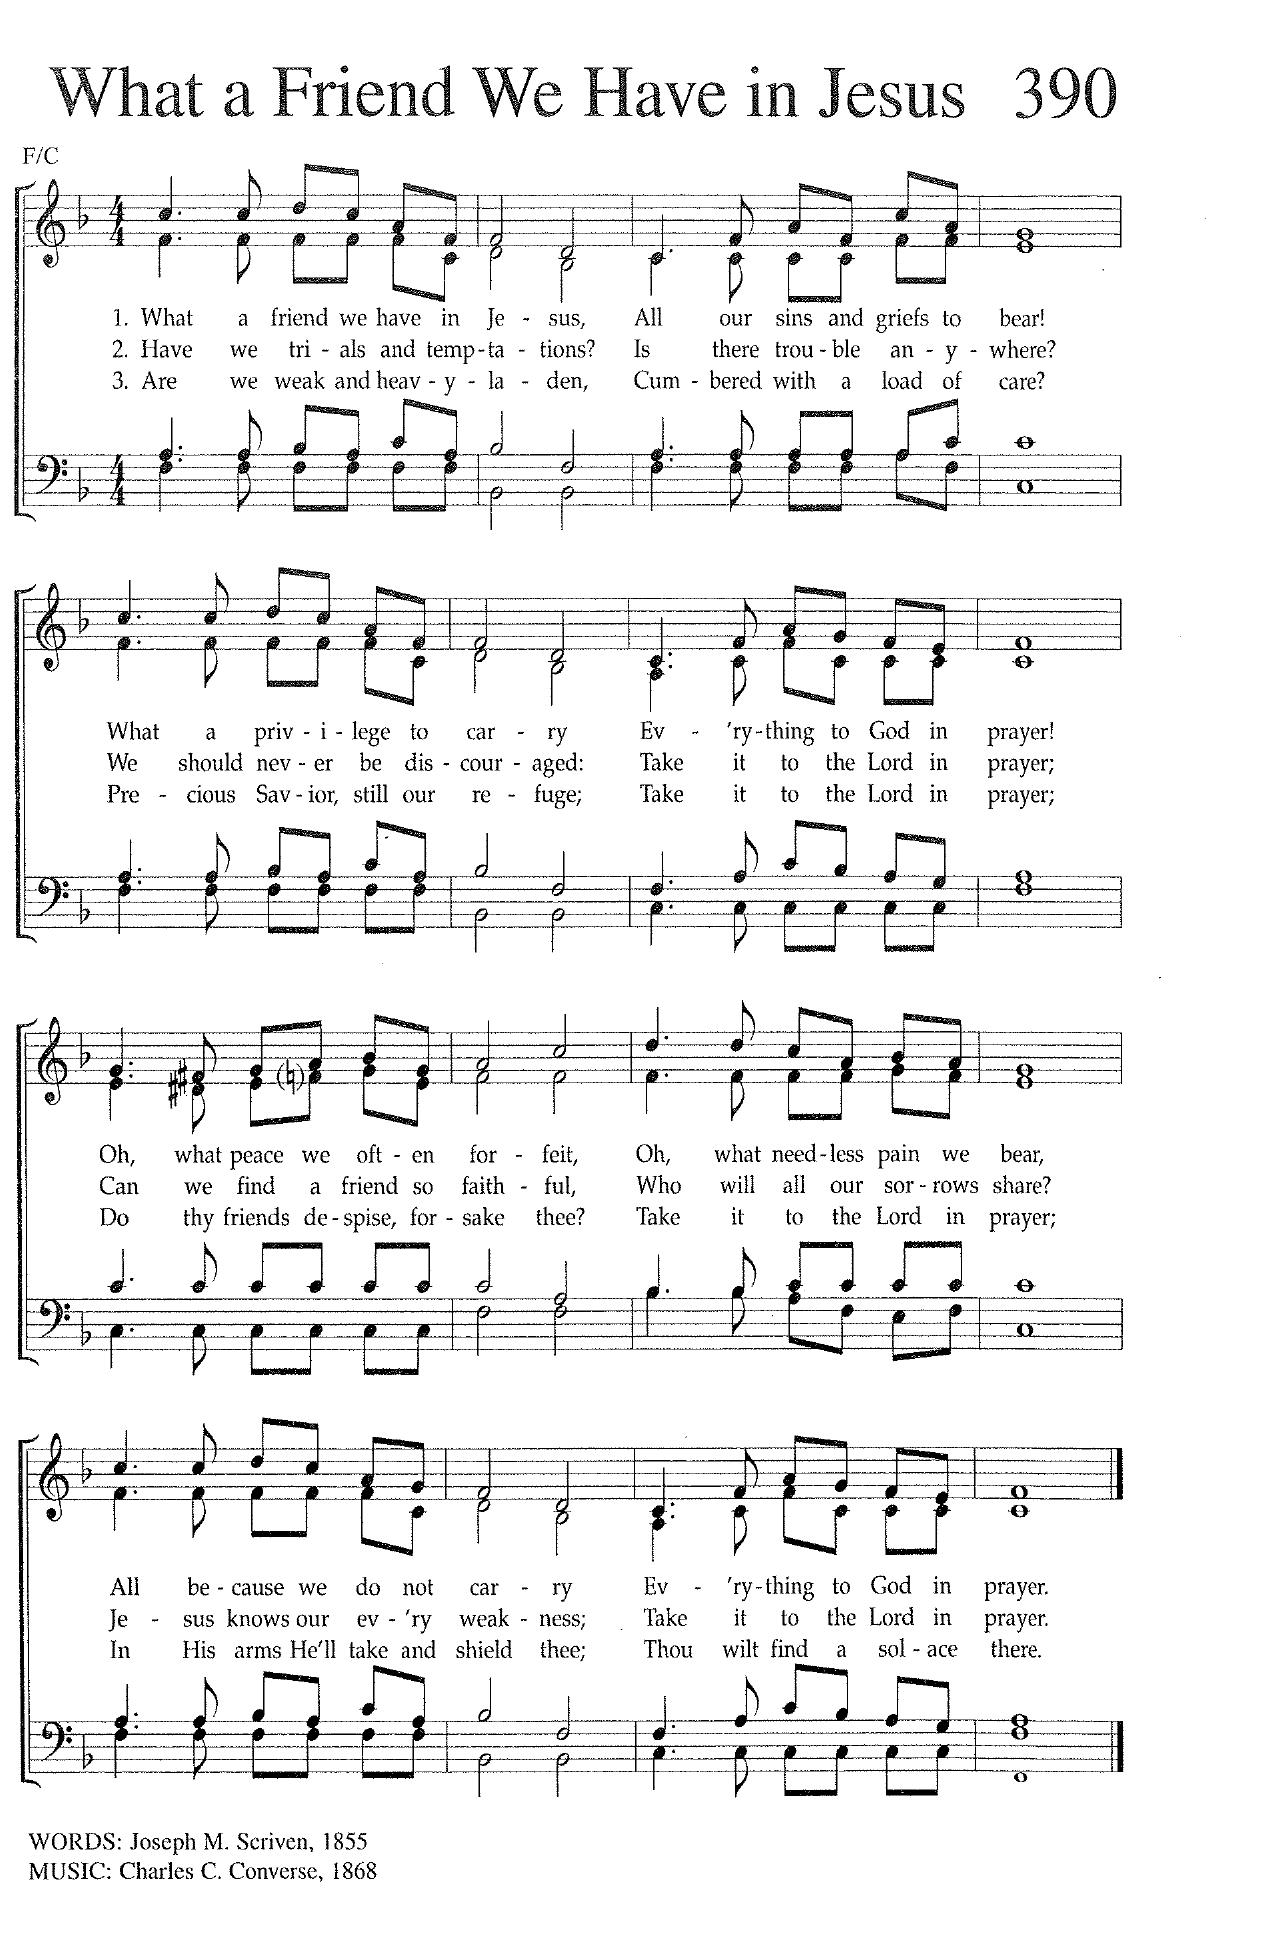 What a Friend We Have in Jesus 390
F/C
1. What a friend we have in Je - sus, All our sins and griefs to bear!
2. Have we tri - als and temp - ta - tions? Is there trou - ble an - y - where?
3. Are we weak and heav - y - la - den, Cum - bered with a load of care?
What a priv - i - lege to car - ry Ev - 'ry - thing to God in prayer!
We should nev - er be dis - cour - aged: Take it to the Lord in prayer;
Pre - cious Sav - ior, still our re - fuge; Take it to the Lord in prayer;
Oh, what peace we oft - en for - feit, Oh, what need - less pain we bear,
Can we find a friend so faith - ful, Who will all our sor - rows share?
Do thy friends de - spise, for - sake thee? Take it to the Lord in prayer;
All be - cause we do not car - ry Ev - 'ry - thing to God in prayer.
Je - sus knows our ev - 'ry weak - ness; Take it to the Lord in prayer.
In His arms He'll take and shield thee; Thou wilt find a sol - ace there.
WORDS: Joseph M. Scriven, 1855
MUSIC: Charles C. Converse, 1868